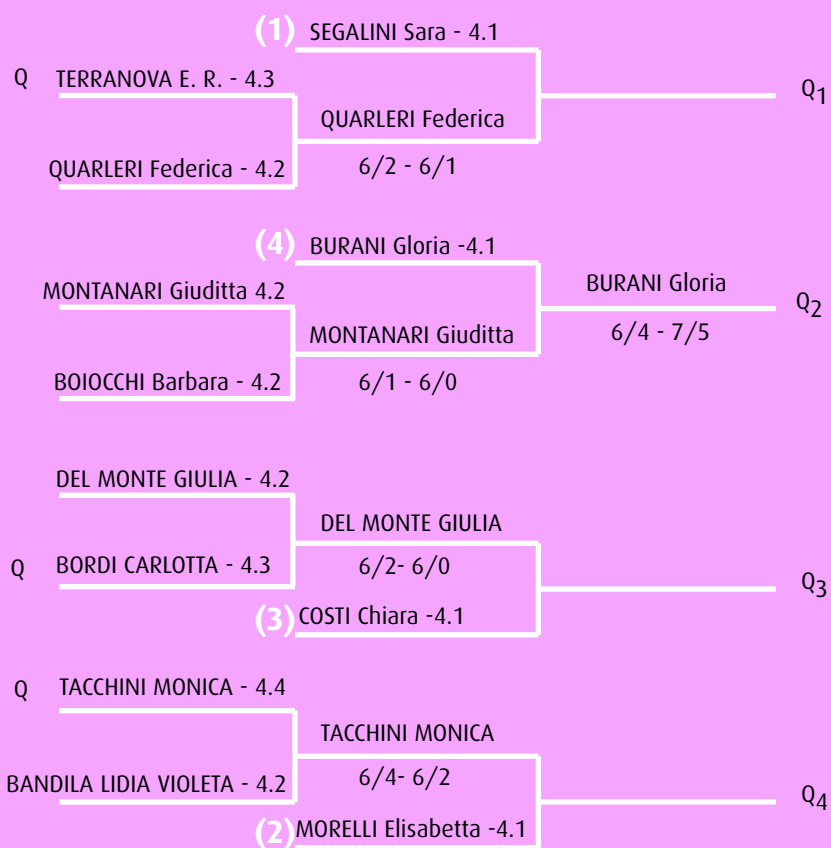 (1) SEGALINI Sara - 4.1
Q TERRANOVA E. R. - 4.3
Q1
QUARLERI Federica
QUARLERI Federica - 4.2
6/2 - 6/1
(4) BURANI Gloria -4.1
BURANI Gloria
MONTANARI Giuditta 4.2
Q2
MONTANARI Giuditta
6/4 - 7/5
BOIOCCHI Barbara - 4.2
6/1 - 6/0
DEL MONTE GIULIA - 4.2
DEL MONTE GIULIA
Q BORDI CARLOTTA - 4.3
6/2- 6/0
Q3
(3) COSTI Chiara -4.1
Q TACCHINI MONICA - 4.4
TACCHINI MONICA
BANDILA LIDIA VIOLETA - 4.2
6/4- 6/2
Q4
(2) MORELLI Elisabetta -4.1